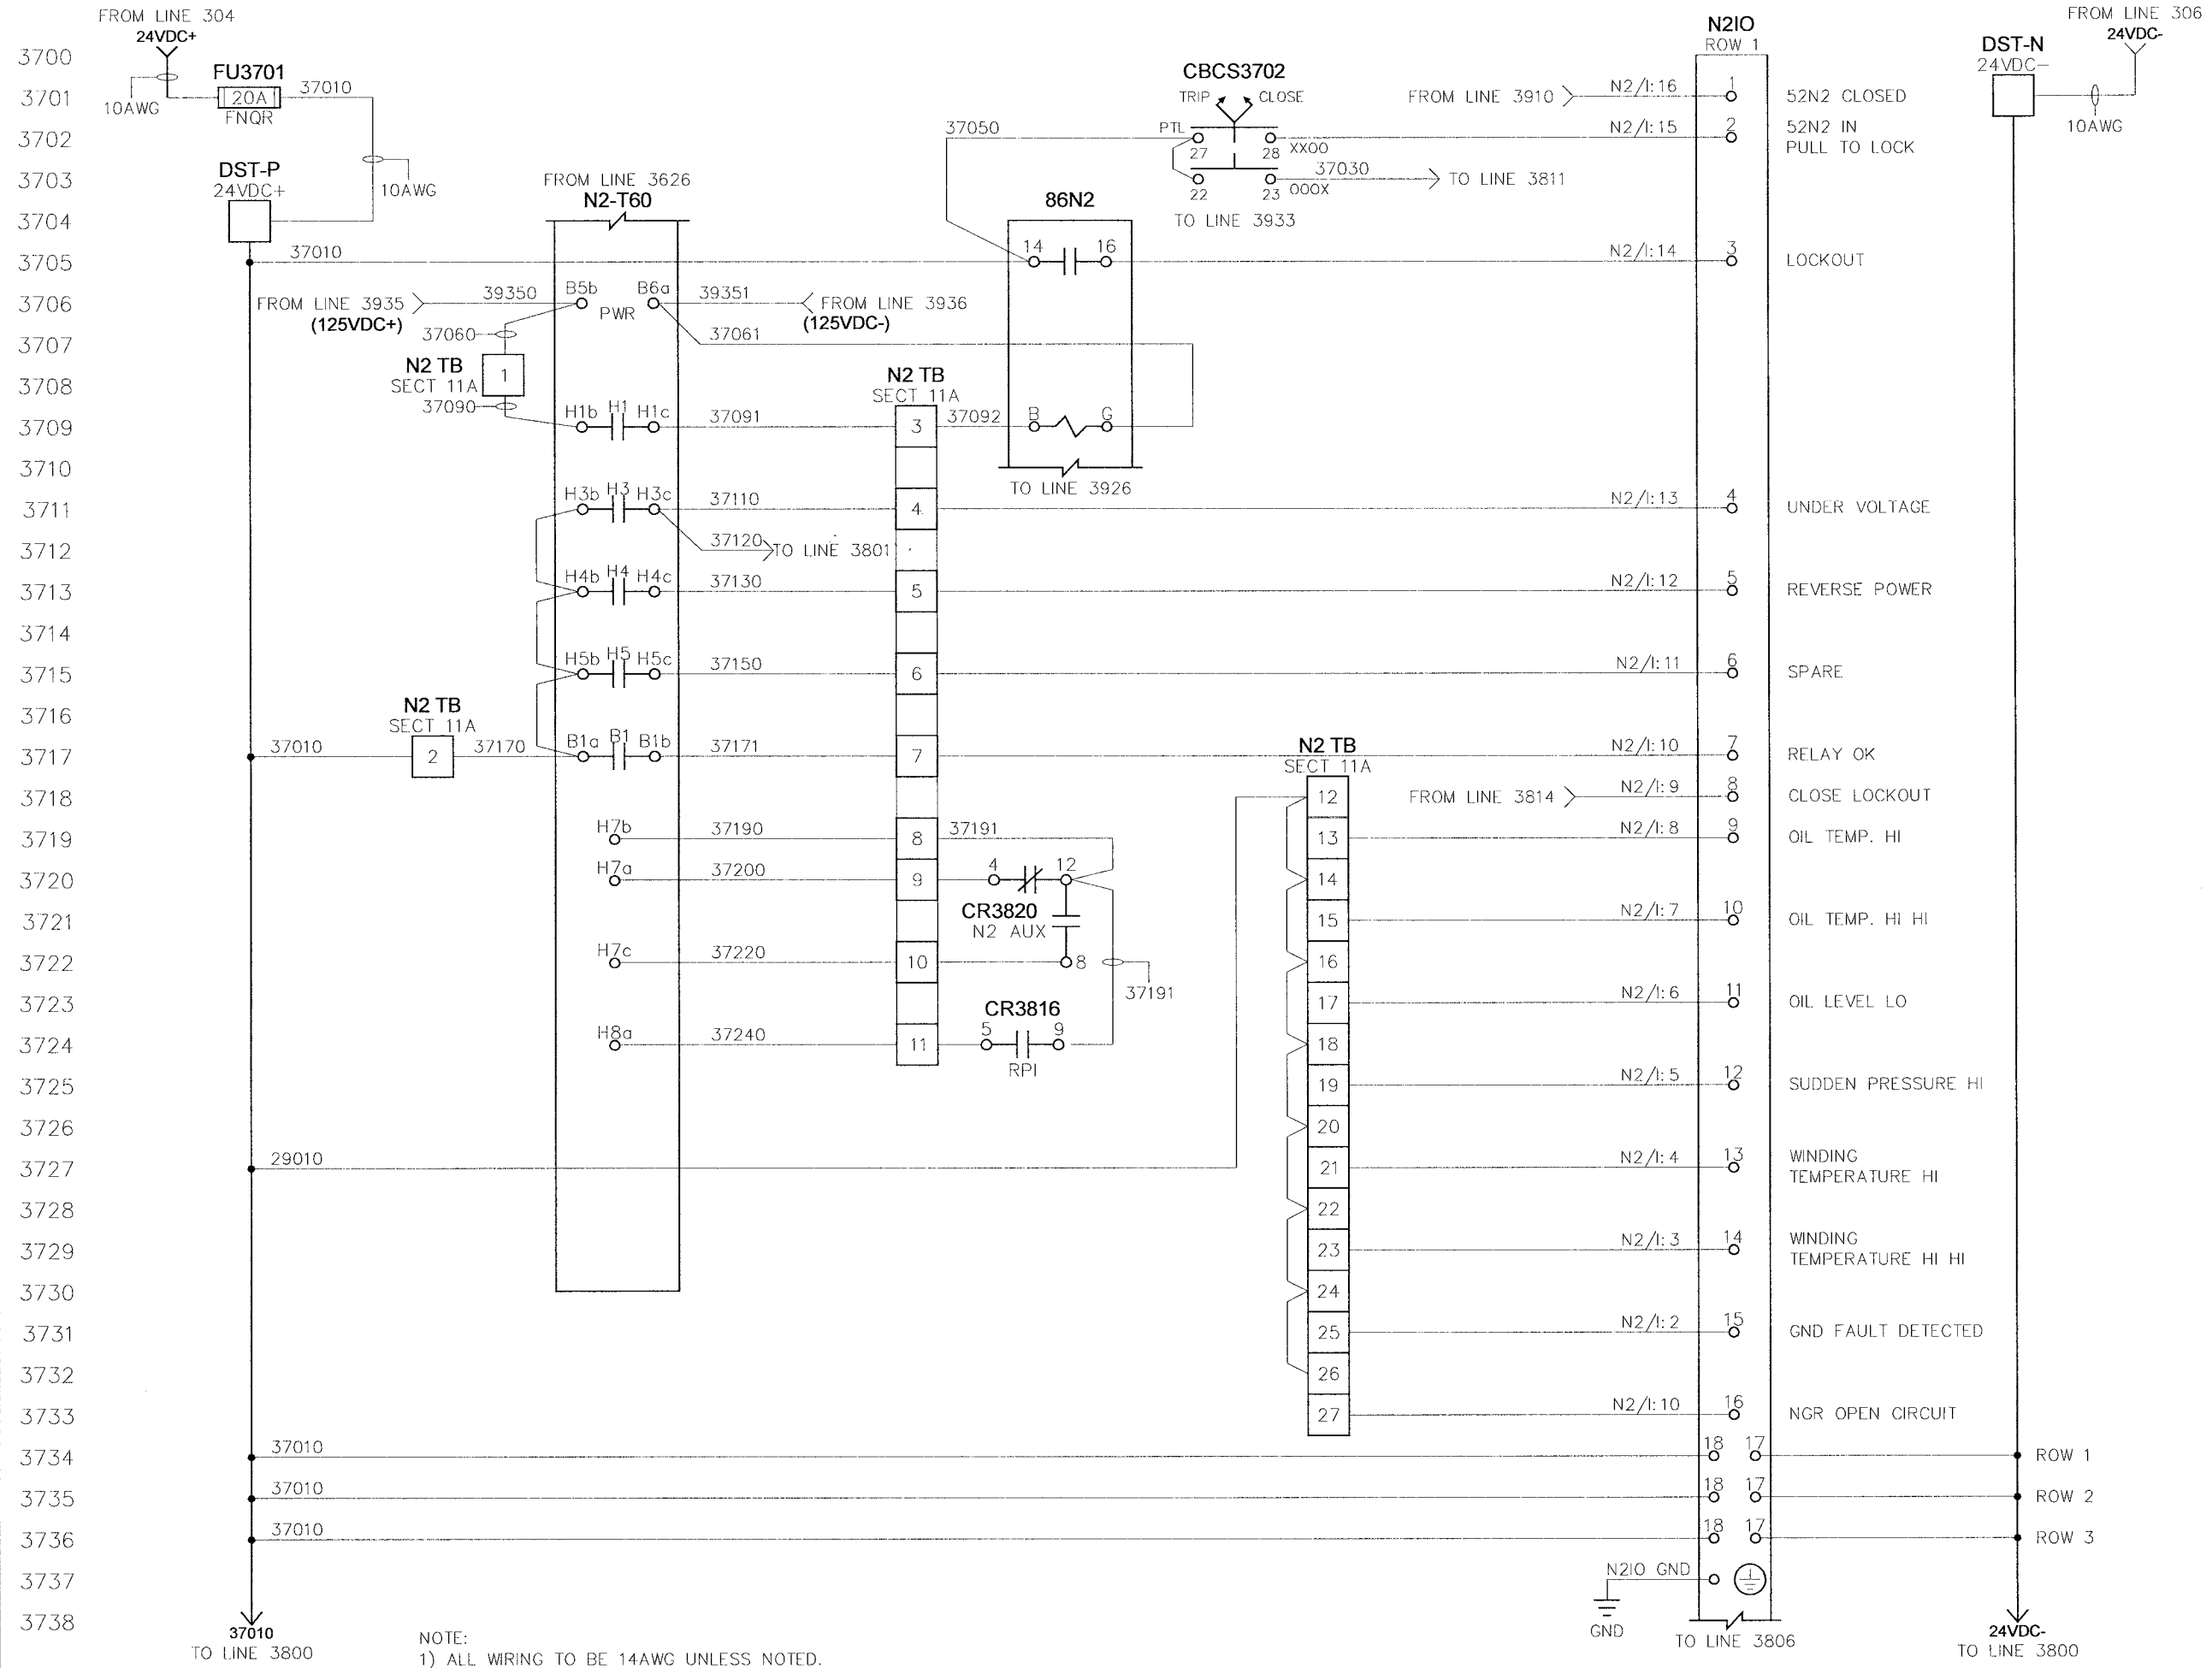 FROM LINE 304
24VDC+
FROM LINE 306
24VDC-
N2IO
ROW 1
DST-N
24VDC-
3700
FU3701
CBCS3702
3701
10AWG
20A
37010
FNQR
TRIP
CLOSE
FROM LINE 3910
N2/I:16
1
52N2 CLOSED
10AWG
3702
37050
PTL
27
28
XX00
N2/I:15
2
52N2 IN
PULL TO LOCK
3703
DST-P
24VDC+
10AWG
FROM LINE 3626
N2-T60
22
23
000X
37030
TO LINE 3811
3704
86N2
TO LINE 3933
3705
37010
14
16
N2/I:14
3
LOCKOUT
3706
FROM LINE 3935
(125VDC+)
39350
B5b
B6a
PWR
39351
FROM LINE 3936
(125VDC-)
3707
37060
37061
3708
N2 TB
SECT 11A
1
37090
N2 TB
SECT 11A
3709
H1b
H1
H1c
37091
3
37092
B
G
3710
TO LINE 3926
3711
H3b
H3
H3c
37110
4
N2/I:13
4
UNDER VOLTAGE
3712
37120
TO LINE 3801
3713
H4b
H4
H4c
37130
5
N2/I:12
5
REVERSE POWER
3714
3715
H5b
H5
H5c
37150
6
N2/I:11
6
SPARE
3716
N2 TB
SECT 11A
3717
37010
2
37170
B1a
B1
B1b
37171
7
N2 TB
SECT 11A
N2/I:10
7
RELAY OK
3718
12
FROM LINE 3814
N2/I:9
8
CLOSE LOCKOUT
3719
H7b
37190
8
37191
13
N2/I:8
9
OIL TEMP. HI
3720
H7a
37200
9
4
12
14
3721
CR3820
N2 AUX
15
N2/I:7
10
OIL TEMP. HI HI
3722
H7c
37220
10
8
16
3723
37191
17
N2/I:6
11
OIL LEVEL LO
3724
H8a
37240
11
CR3816
5
9
RPI
18
3725
19
N2/I:5
12
SUDDEN PRESSURE HI
3726
20
3727
29010
21
N2/I:4
13
WINDING
TEMPERATURE HI
3728
22
3729
23
N2/I:3
14
WINDING
TEMPERATURE HI HI
3730
24
3731
25
N2/I:2
15
GND FAULT DETECTED
3732
26
3733
27
N2/I:10
16
NGR OPEN CIRCUIT
3734
37010
18
17
ROW 1
3735
37010
18
17
ROW 2
3736
37010
18
17
ROW 3
3737
N2IO GND
3738
37010
TO LINE 3800
GND
TO LINE 3806
24VDC-
TO LINE 3800
NOTE:
1) ALL WIRING TO BE 14AWG UNLESS NOTED.